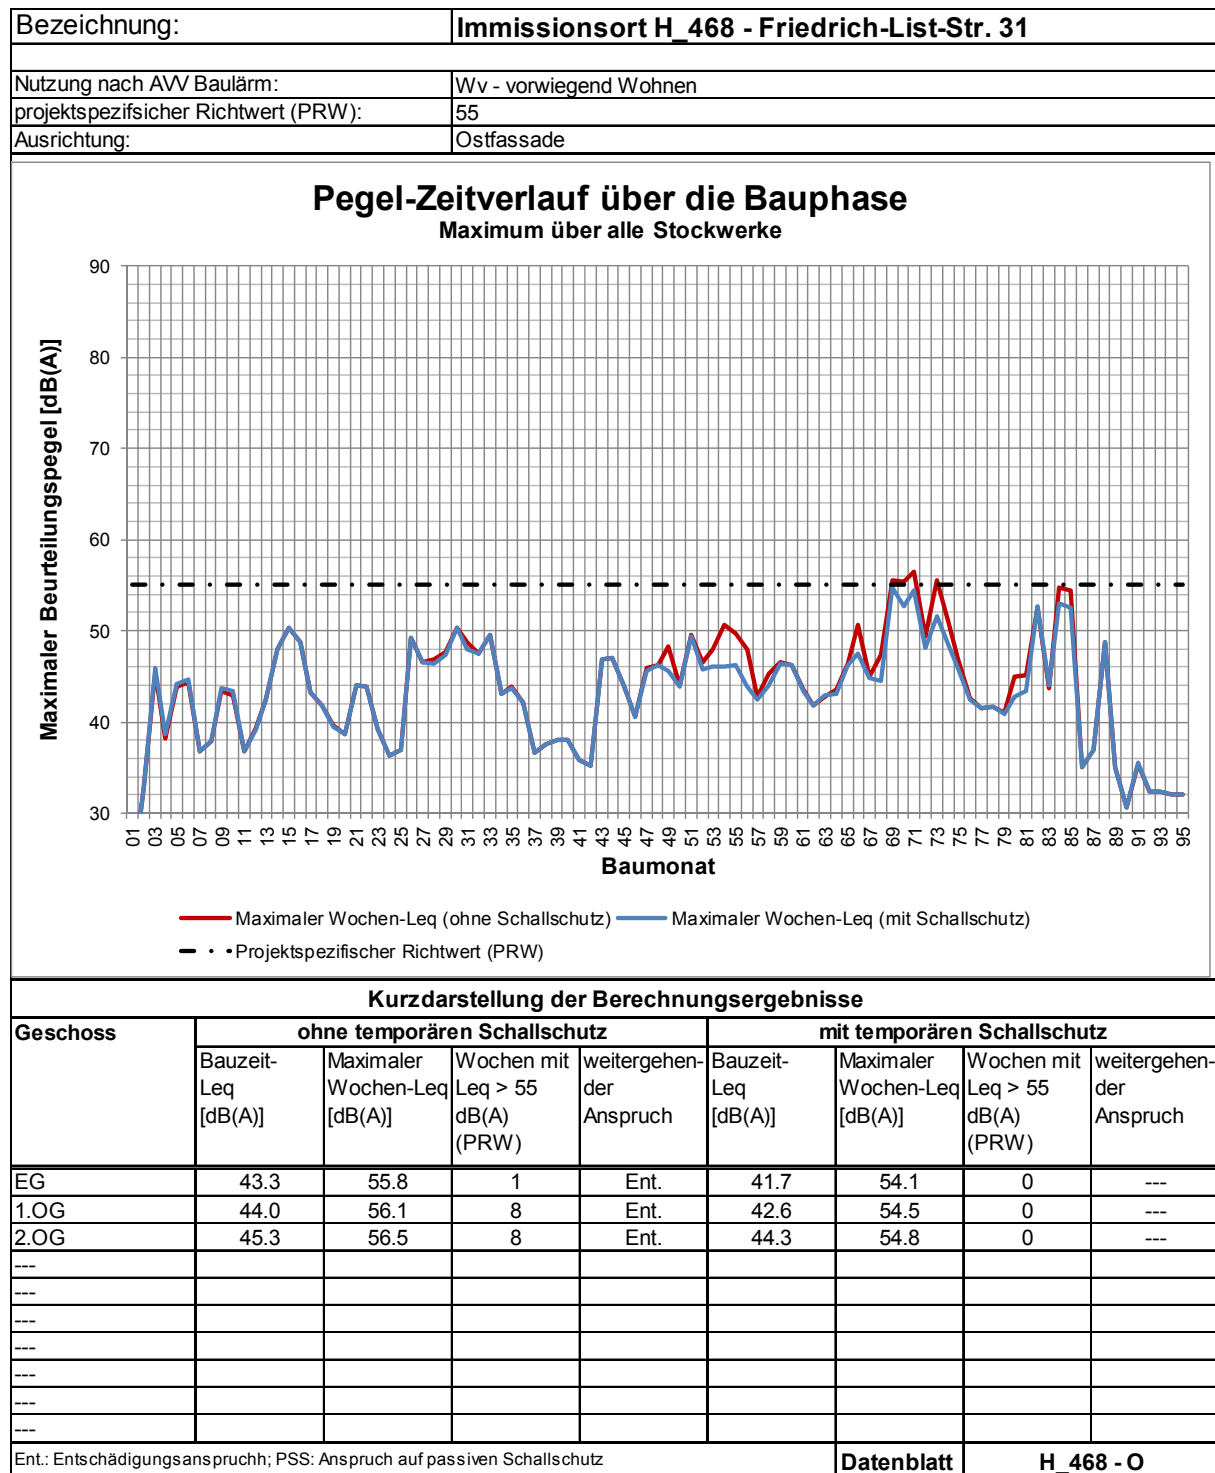 Bezeichnung: Immissionsort H_468 - Friedrich-List-Str. 31
Nutzung nach AVV Baulärm: Wv - vorwiegend Wohnen
projektspezifsicher Richtwert (PRW): 55
Ausrichtung: Ostfassade
Pegel-Zeitverlauf über die Bauphase
Maximum über alle Stockwerke
Maximaler Beurteilungspegel [dB(A)]
90
80
70
60
50
40
30
01 03 05 07 09 11 13 15 17 19 21 23 25 27 29 31 33 35 37 39 41 43 45 47 49 51 53 55 57 59 61 63 65 67 69 71 73 75 77 79 81 83 85 87 89 91 93 95
Baumonat
Maximaler Wochen-Leq (ohne Schallschutz) Maximaler Wochen-Leq (mit Schallschutz)
Projektspezifischer Richtwert (PRW)
Kurzdarstellung der Berechnungsergebnisse
Geschoss ohne temporären Schallschutz mit temporären Schallschutz
Bauzeit- Maximaler Wochen mit weitergehen- Bauzeit- Maximaler Wochen mit weitergehen-
Leq Wochen-Leq Leq > 55 der Leq Wochen-Leq Leq > 55 der
[dB(A)] [dB(A)] dB(A) Anspruch [dB(A)] [dB(A)] dB(A) Anspruch
(PRW) (PRW)
EG 43.3 55.8 1 Ent. 41.7 54.1 0 ---
1.OG 44.0 56.1 8 Ent. 42.6 54.5 0 ---
2.OG 45.3 56.5 8 Ent. 44.3 54.8 0 ---
---
---
---
---
---
---
---
Ent.: Entschädigungsanspruchh; PSS: Anspruch auf passiven Schallschutz Datenblatt H_468 - O